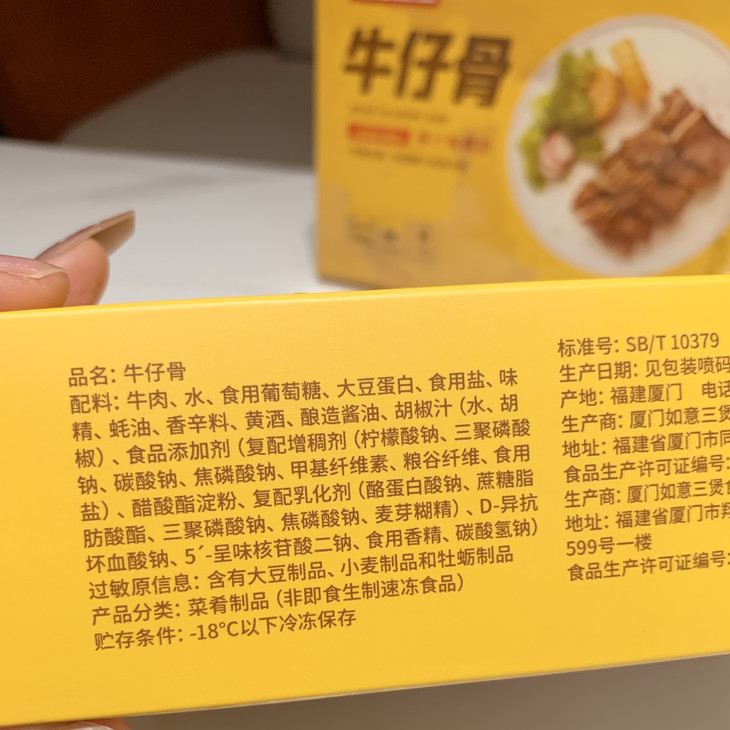 牛仔骨
品名: 牛仔骨
配料: 牛肉、水、食用葡萄糖、大豆蛋白、食用盐、味
精、蚝油、香辛料、黄酒、酿造酱油、胡椒汁 (水、胡
椒) 、食品添加剂 (复配增稠剂 (柠檬酸钠、三聚磷酸
钠、碳酸钠、焦磷酸钠、甲基纤维素、粮谷纤维、食用
盐) 、醋酸酯淀粉、复配乳化剂 (酪蛋白酸钠、蔗糖脂
肪酸酯、三聚磷酸钠、焦磷酸钠、麦芽糊精) 、D-异抗
坏血酸钠、5´-呈味核苷酸二钠、食用香精、碳酸氢钠)
过敏原信息: 含有大豆制品、小麦制品和牡蛎制品
产品分类: 菜肴制品 (非即食生制速冻食品)
贮存条件: -18°C以下冷冻保存
标准号: SB/T 10379
生产日期: 见包装喷码
产地: 福建厦门 电话
生产商: 厦门如意三煲
地址: 福建省厦门市同
食品生产许可证编号:
生产商: 厦门如意三煲食
地址: 福建省厦门市翔
599号一楼
食品生产许可证编号: